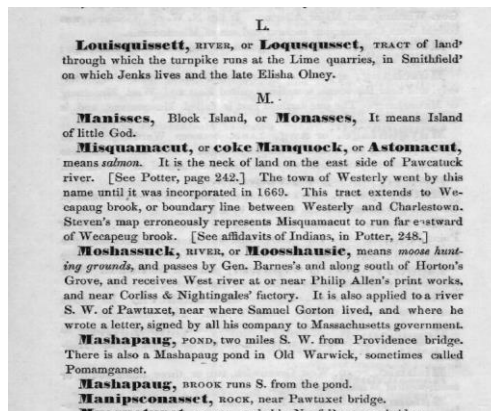 L.
Louisquissett, RIVER, or Loqusqusset, TRACT of land'
through which the turnpike runs at the Lime quarries, in Smithfield'
on which Jenks lives and the late Elisha Olney.
M.
Manisses, Block Island, or Monasses, It means Island
of little God.
Misquamacut, or coke Manquock, or Astomacut,
means salmon. It is the neck of land on the east side of Pawcatuck
river. [See Potter, page 242.] The town of Westerly went by this
name until it was incorporated in 1669. This tract extends to We-
capaug brook, or boundary line between Westerly and Charlestown.
Steven's map erroneously represents Misquamacut to run far eastward
of Wecapeug brook. [See affidavits of Indians, in Potter, 248.]
Moshassuck, RIVER, or Moosshausic, means moose hunt-
ing grounds, and passes by Gen. Barnes's and along south of Horton's
Grove, and receives West river at or near Philip Allen's print works,
and near Corliss & Nightingales' factory. It is also applied to a river
S. W. of Pawtuxet, near where Samuel Gorton lived, and where he
wrote a letter, signed by all his company to Massachusetts government.
Mashapaug, POND, two miles S. W. from Providence bridge.
There is also a Mashapaug pond in Old Warwick, sometimes called
Pomamganset.
Mashapaug, BROOK runs S. from the pond.
Manipsconasset, ROCK, near Pawtuxet bridge.